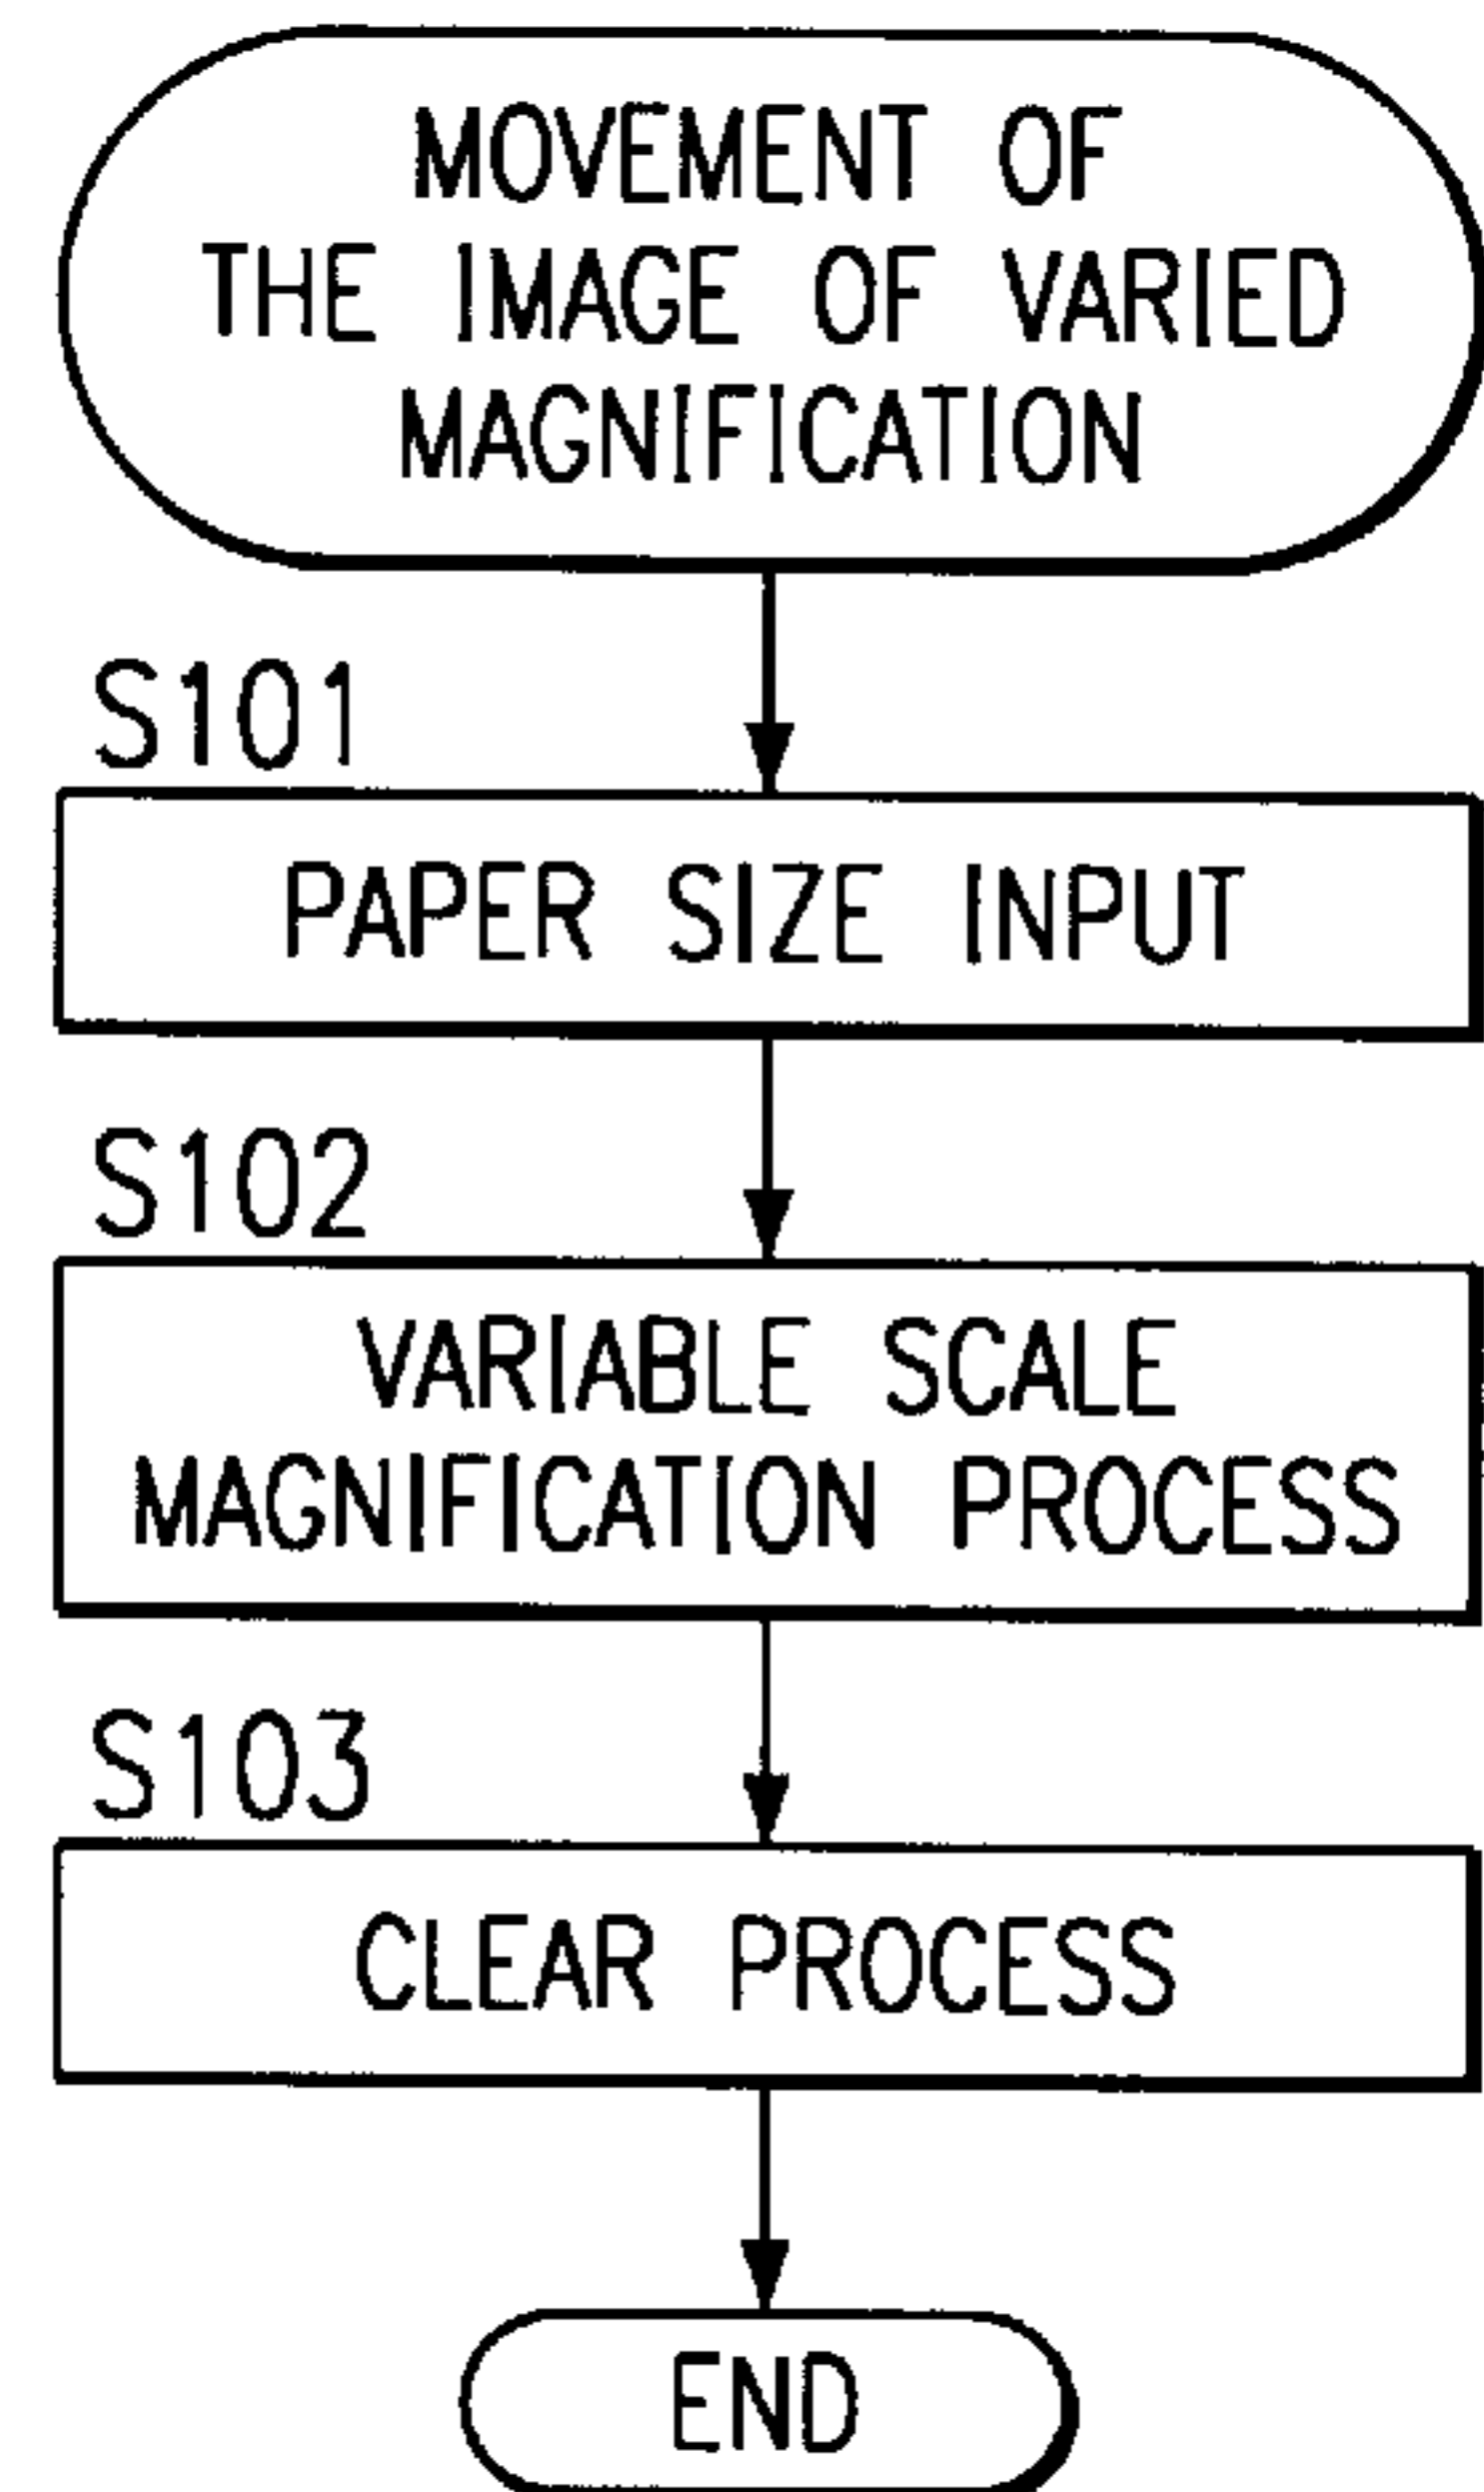 MOVEMENT OF
THE IMAGE OF VARIED
MAGNIFICATION
S101
PAPER SIZE INPUT
S102
VARIABLE SCALE
MAGNIFICATION PROCESS
S103
CLEAR PROCESS
END